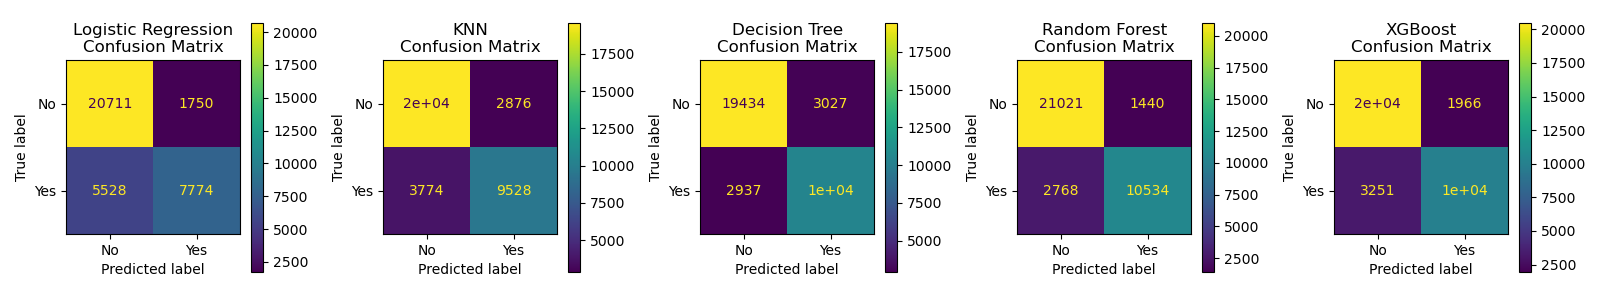 Logistic Regression
Confusion Matrix
No
Yes
True label
20711
1750
5528
7774
No
Yes
Predicted label
20000
17500
15000
12500
10000
7500
5000
2500
KNN
Confusion Matrix
No
Yes
True label
2e+04
2876
3774
9528
No
Yes
Predicted label
17500
15000
12500
10000
7500
5000
Decision Tree
Confusion Matrix
No
Yes
True label
19434
3027
2937
1e+04
No
Yes
Predicted label
17500
15000
12500
10000
7500
5000
Random Forest
Confusion Matrix
No
Yes
True label
21021
1440
2768
10534
No
Yes
Predicted label
20000
17500
15000
12500
10000
7500
5000
2500
XGBoost
Confusion Matrix
No
Yes
True label
2e+04
1966
3251
1e+04
No
Yes
Predicted label
20000
17500
15000
12500
10000
7500
5000
2500